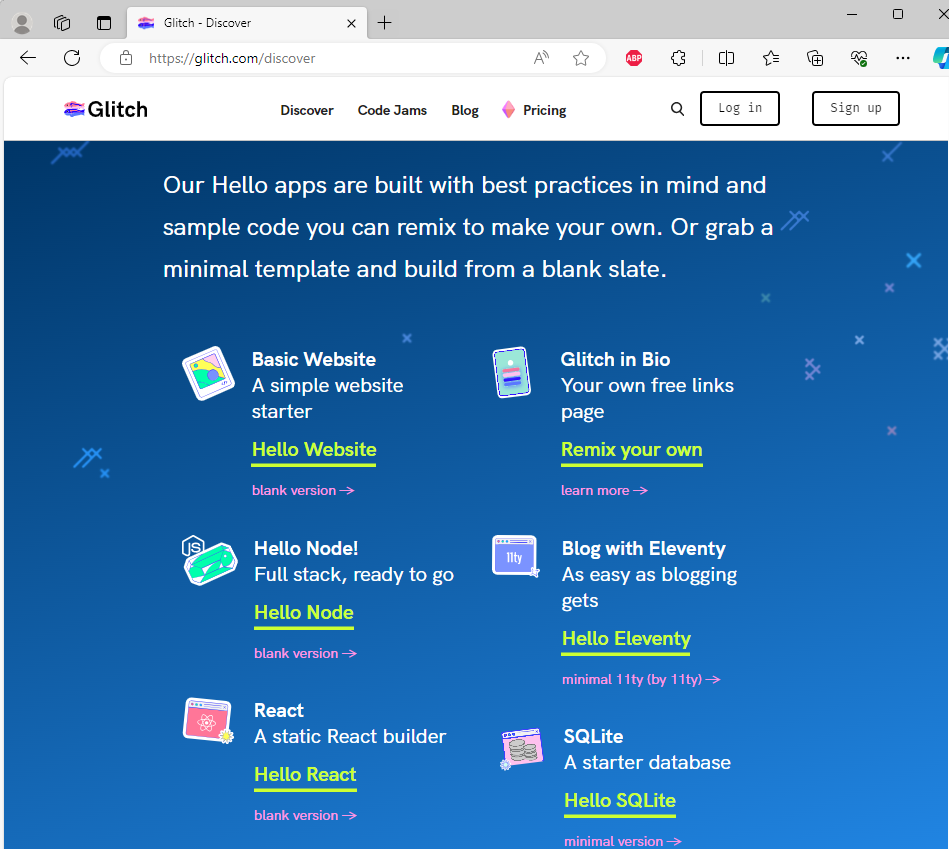 Glitch - Discover
https://glitch.com/discover
ABP
Glitch
Discover
Code Jams
Blog
Pricing
Log in
Sign up
Our Hello apps are built with best practices in mind and
sample code you can remix to make your own. Or grab a
minimal template and build from a blank slate.
Basic Website
A simple website
starter
Hello Website
blank version →
Glitch in Bio
Your own free links
page
Remix your own
learn more →
JS
Hello Node!
Full stack, ready to go
Hello Node
blank version →
11ty
Blog with Eleventy
As easy as blogging
gets
Hello Eleventy
minimal 11ty (by 11ty) →
React
A static React builder
Hello React
blank version →
SQLite
A starter database
Hello SQLite
minimal version →